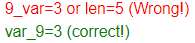 9_var=3 or len=5 (Wrong!)
var_9=3 (correct!)